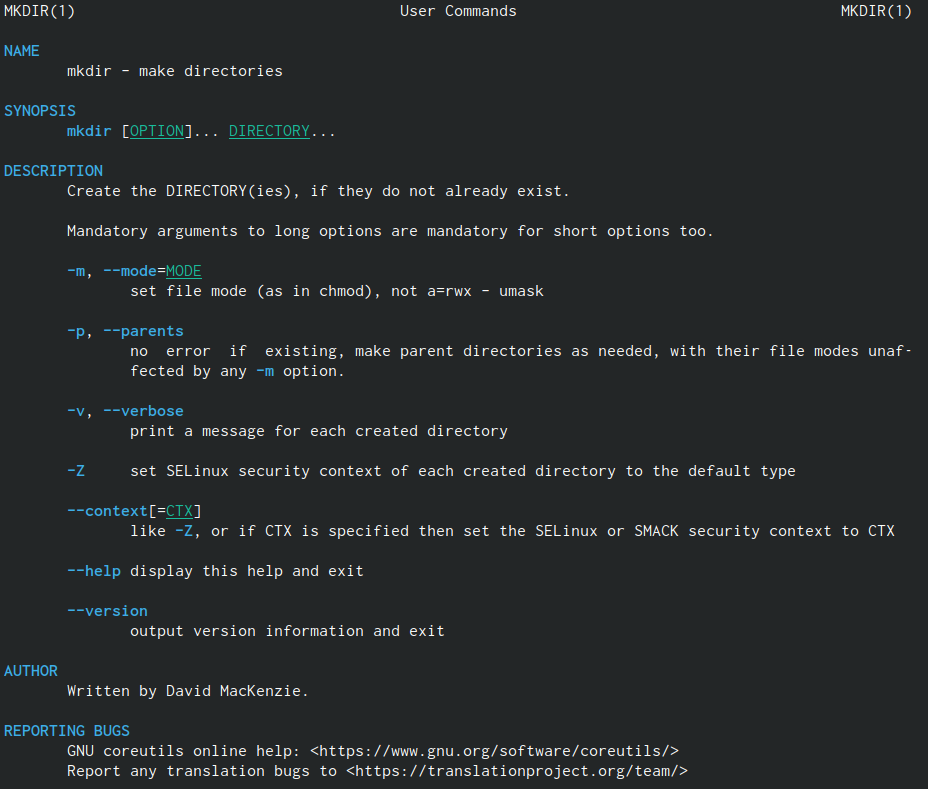 MKDIR(1) User Commands MKDIR(1)
NAME
mkdir - make directories
SYNOPSIS
mkdir [OPTION]... DIRECTORY...
DESCRIPTION
Create the DIRECTORY(ies), if they do not already exist.
Mandatory arguments to long options are mandatory for short options too.
-m, --mode=MODE
set file mode (as in chmod), not a=rwx - umask
-p, --parents
no error if existing, make parent directories as needed, with their file modes unaf-
fected by any -m option.
-v, --verbose
print a message for each created directory
-Z set SELinux security context of each created directory to the default type
--context[=CTX]
like -Z, or if CTX is specified then set the SELinux or SMACK security context to CTX
--help display this help and exit
--version
output version information and exit
AUTHOR
Written by David MacKenzie.
REPORTING BUGS
GNU coreutils online help: <https://www.gnu.org/software/coreutils/>
Report any translation bugs to <https://translationproject.org/team/>